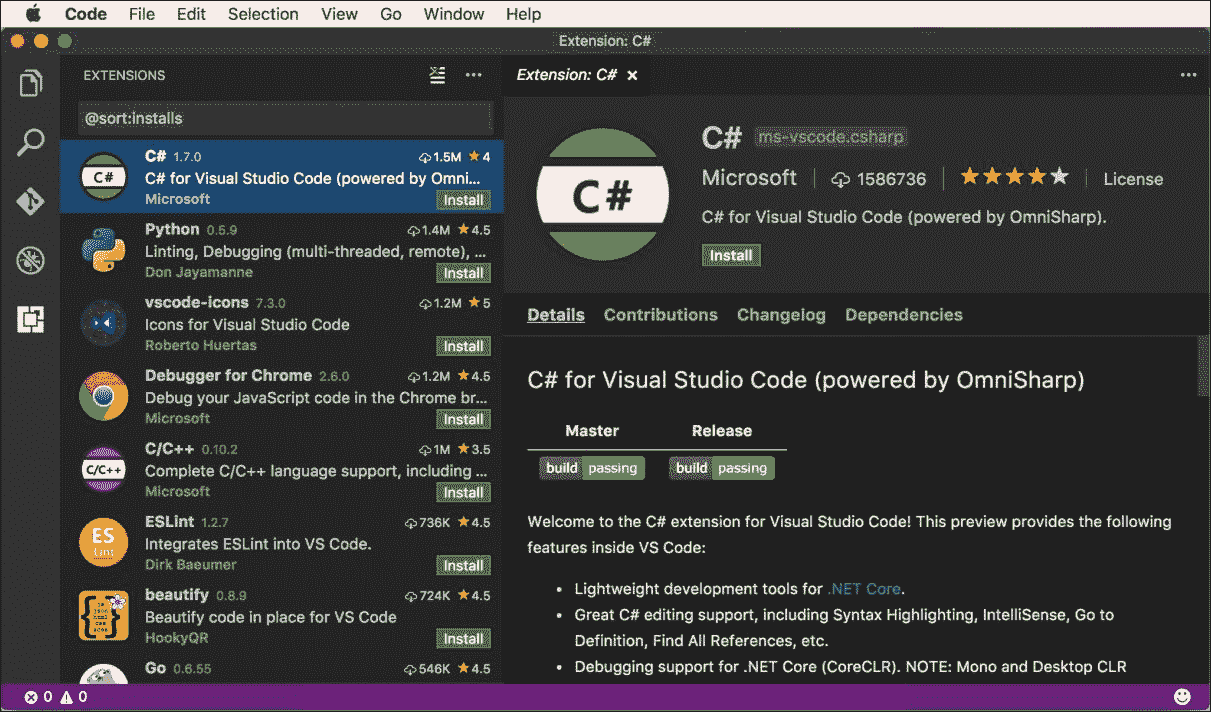 Code File Edit Selection View Go Window Help
Extension: C#
EXTENSIONS
@sort:installs
C# 1.7.0 1.5M 4
C# for Visual Studio Code (powered by Omni...
Microsoft Install
Python 0.5.9 1.4M 4.5
Linting, Debugging (multi-threaded, remote), ...
Don Jayamanne Install
vscode-icons 7.3.0 1.2M 5
Icons for Visual Studio Code
Roberto Huertas Install
Debugger for Chrome 2.6.0 1.2M 4.5
Debug your JavaScript code in the Chrome br...
Microsoft Install
C/C++
C/C++ 0.10.2 1M 3.5
Complete C/C++ language support, including ...
Microsoft Install
ES
lint
ESLint 1.2.7 736K 4.5
Integrates ESLint into VS Code.
Dirk Baeumer Install
beautify 0.8.9 724K 4.5
Beautify code in place for VS Code
HookyQR Install
Go 0.6.55 546K 4.5
Extension: C#
C#
C#
C# ms-vscode.csharp
Microsoft 1586736 License
C# for Visual Studio Code (powered by OmniSharp).
Install
Details Contributions Changelog Dependencies
C# for Visual Studio Code (powered by OmniSharp)
Master Release
build passing build passing
Welcome to the C# extension for Visual Studio Code! This preview provides the following
features inside VS Code:
• Lightweight development tools for .NET Core.
• Great C# editing support, including Syntax Highlighting, IntelliSense, Go to
Definition, Find All References, etc.
• Debugging support for .NET Core (CoreCLR). NOTE: Mono and Desktop CLR
0 0